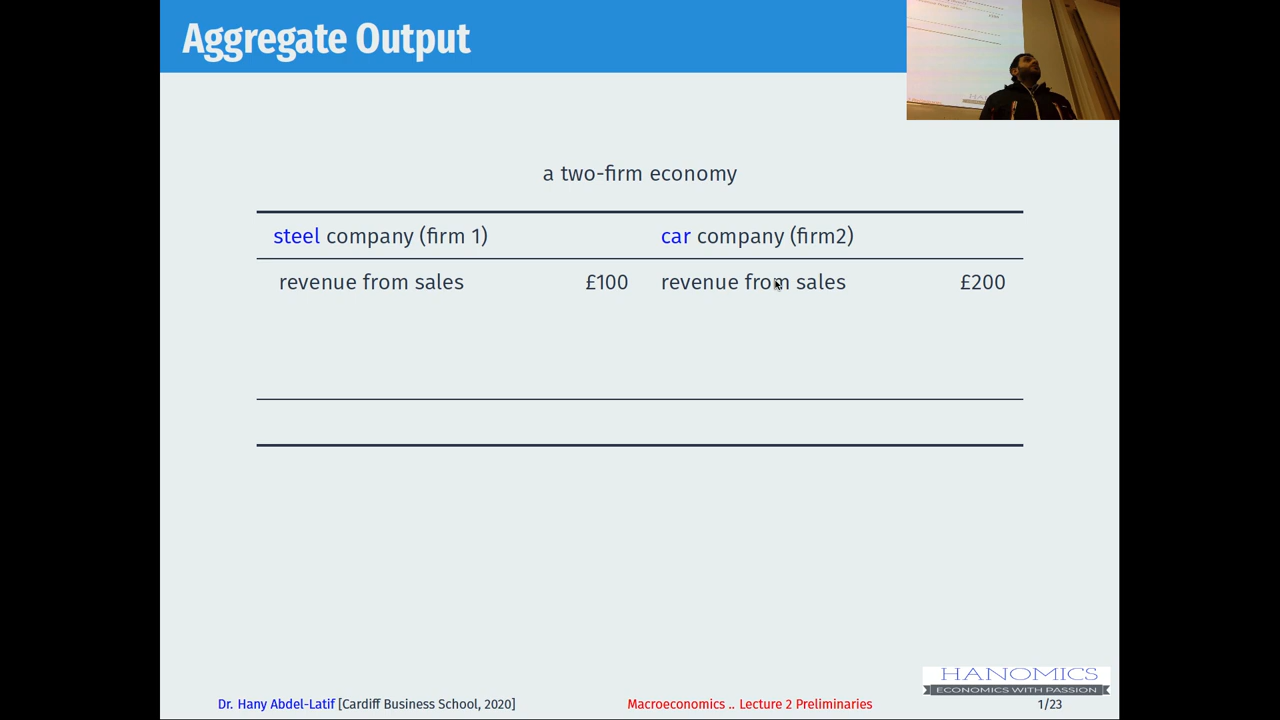 Aggregate Output
a two-firm economy
steel company (firm 1) car company (firm2)
revenue from sales £100 revenue from sales £200
HANOMICS
ECONOMICS WITH PASSION
Dr. Hany Abdel-Latif [Cardiff Business School, 2020] Macroeconomics .. Lecture 2 Preliminaries 1/23